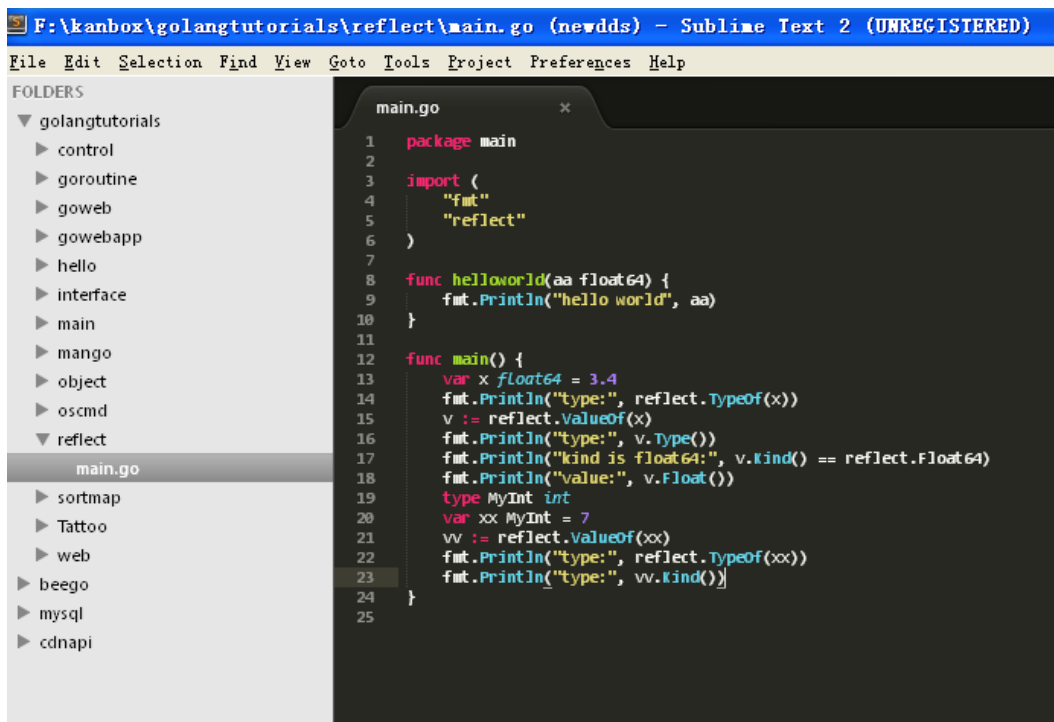 F:\kanbox\golangtutorials\reflect\main.go (newdds) - Sublime Text 2 (UNREGISTERED)
File Edit Selection Find View Goto Tools Project Preferences Help
FOLDERS
golangtutorials
control
goroutine
goweb
gowebapp
hello
interface
main
mango
object
oscmd
reflect
main.go
sortmap
Tattoo
web
beego
mysql
cdnapi
main.go ×
1 package main
2
3 import (
4 "fmt"
5 "reflect"
6 )
7
8 func helloworld(aa float64) {
9 fmt.Println("hello world", aa)
10 }
11
12 func main() {
13 var x float64 = 3.4
14 fmt.Println("type:", reflect.TypeOf(x))
15 v := reflect.ValueOf(x)
16 fmt.Println("type:", v.Type())
17 fmt.Println("kind is float64:", v.Kind() == reflect.Float64)
18 fmt.Println("value:", v.Float())
19 type MyInt int
20 var xx MyInt = 7
21 vv := reflect.ValueOf(xx)
22 fmt.Println("type:", reflect.TypeOf(xx))
23 fmt.Println("type:", vv.Kind())
24 }
25